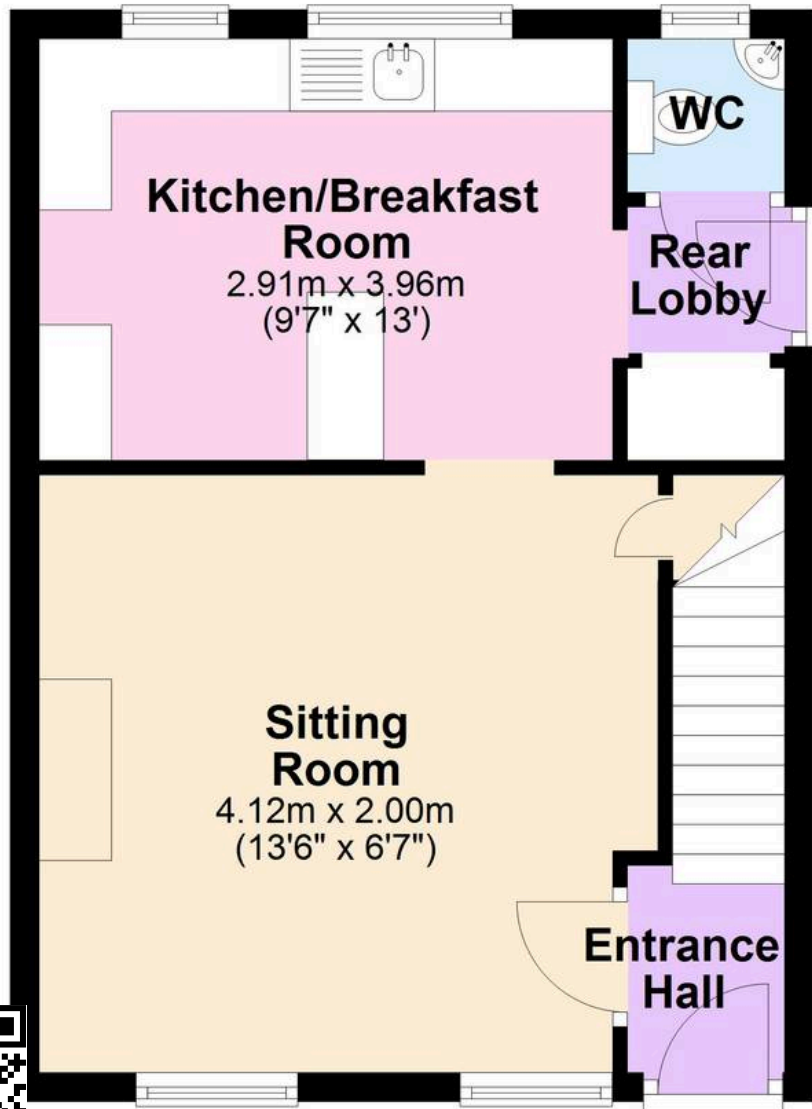 WC
Kitchen/Breakfast
Room
2.91m x 3.96m
(9'7" x 13')
Rear
Lobby
Sitting
Room
4.12m x 2.00m
(13'6" x 6'7")
Entrance
Hall